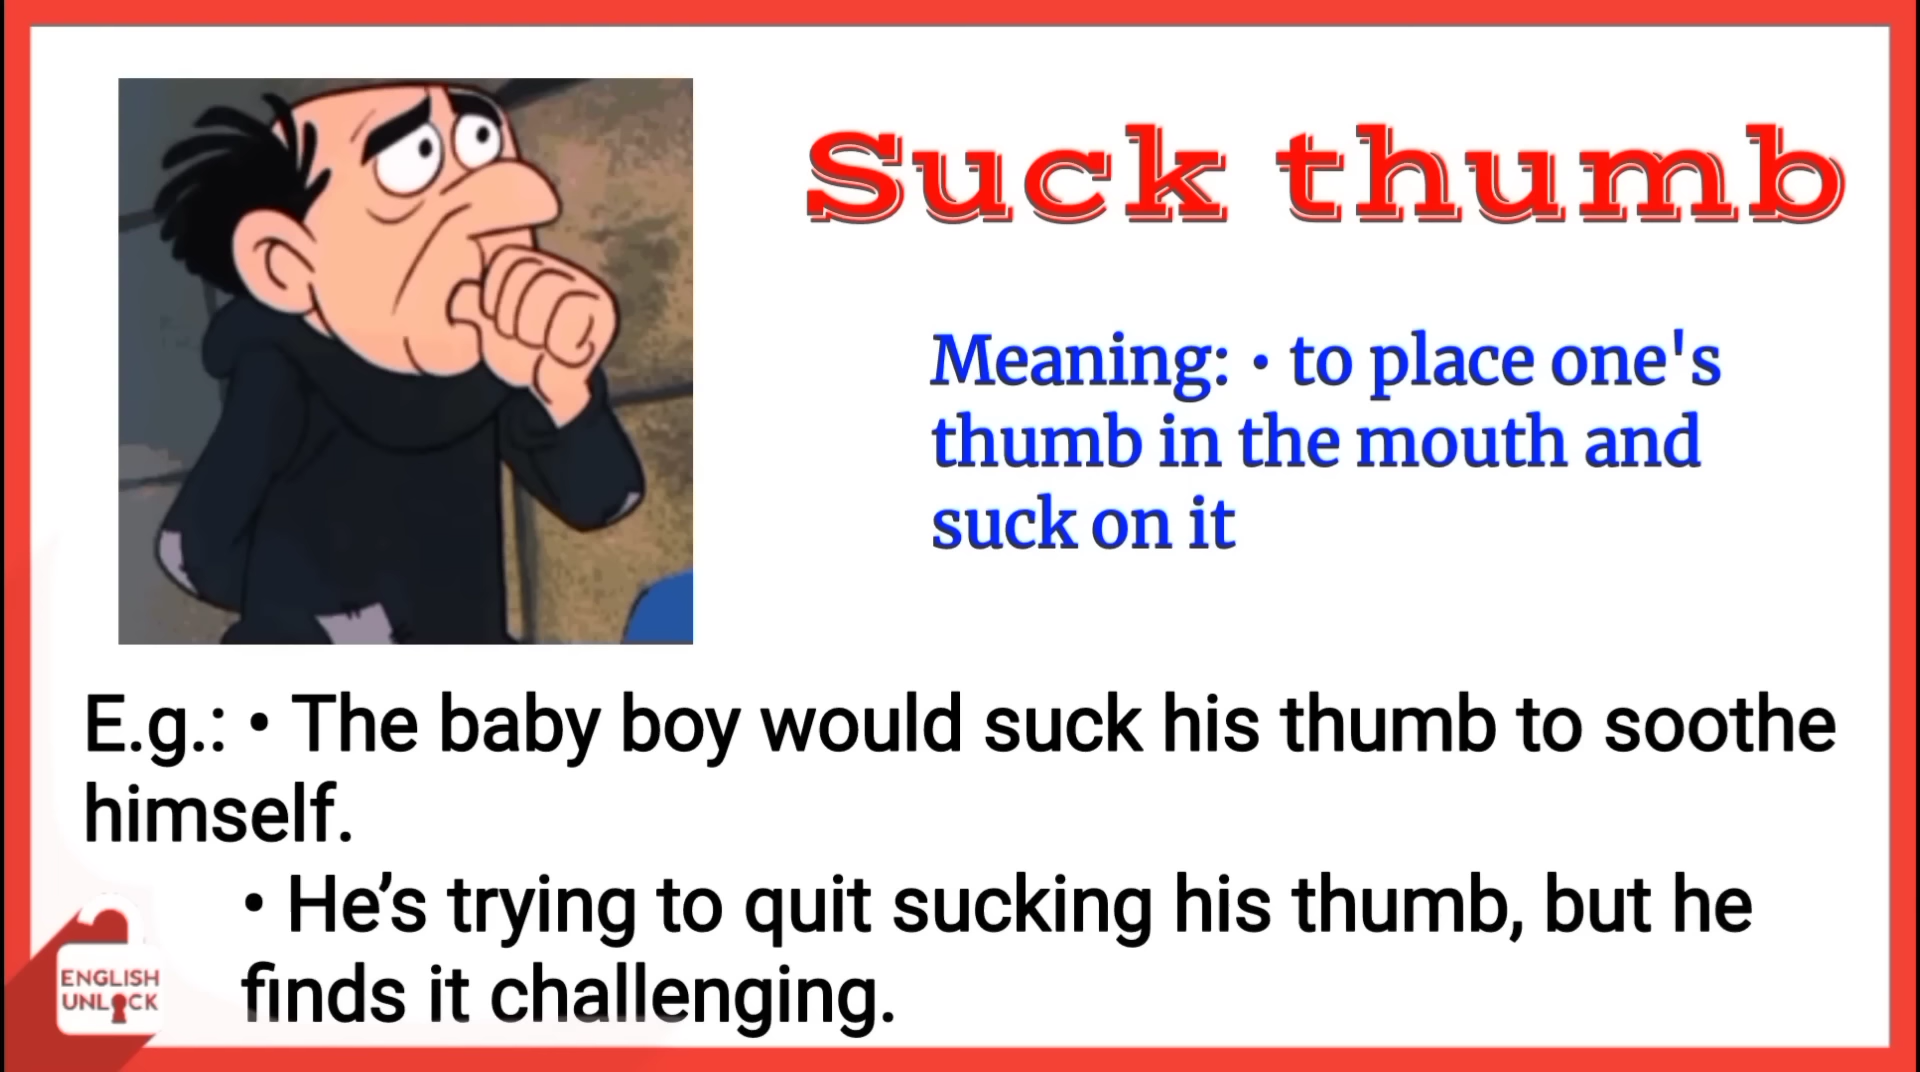 Suck thumb
Meaning: • to place one's
thumb in the mouth and
suck on it
E.g.: • The baby boy would suck his thumb to soothe
himself.
• He’s trying to quit sucking his thumb, but he
finds it challenging.
ENGLISH
UNLOCK